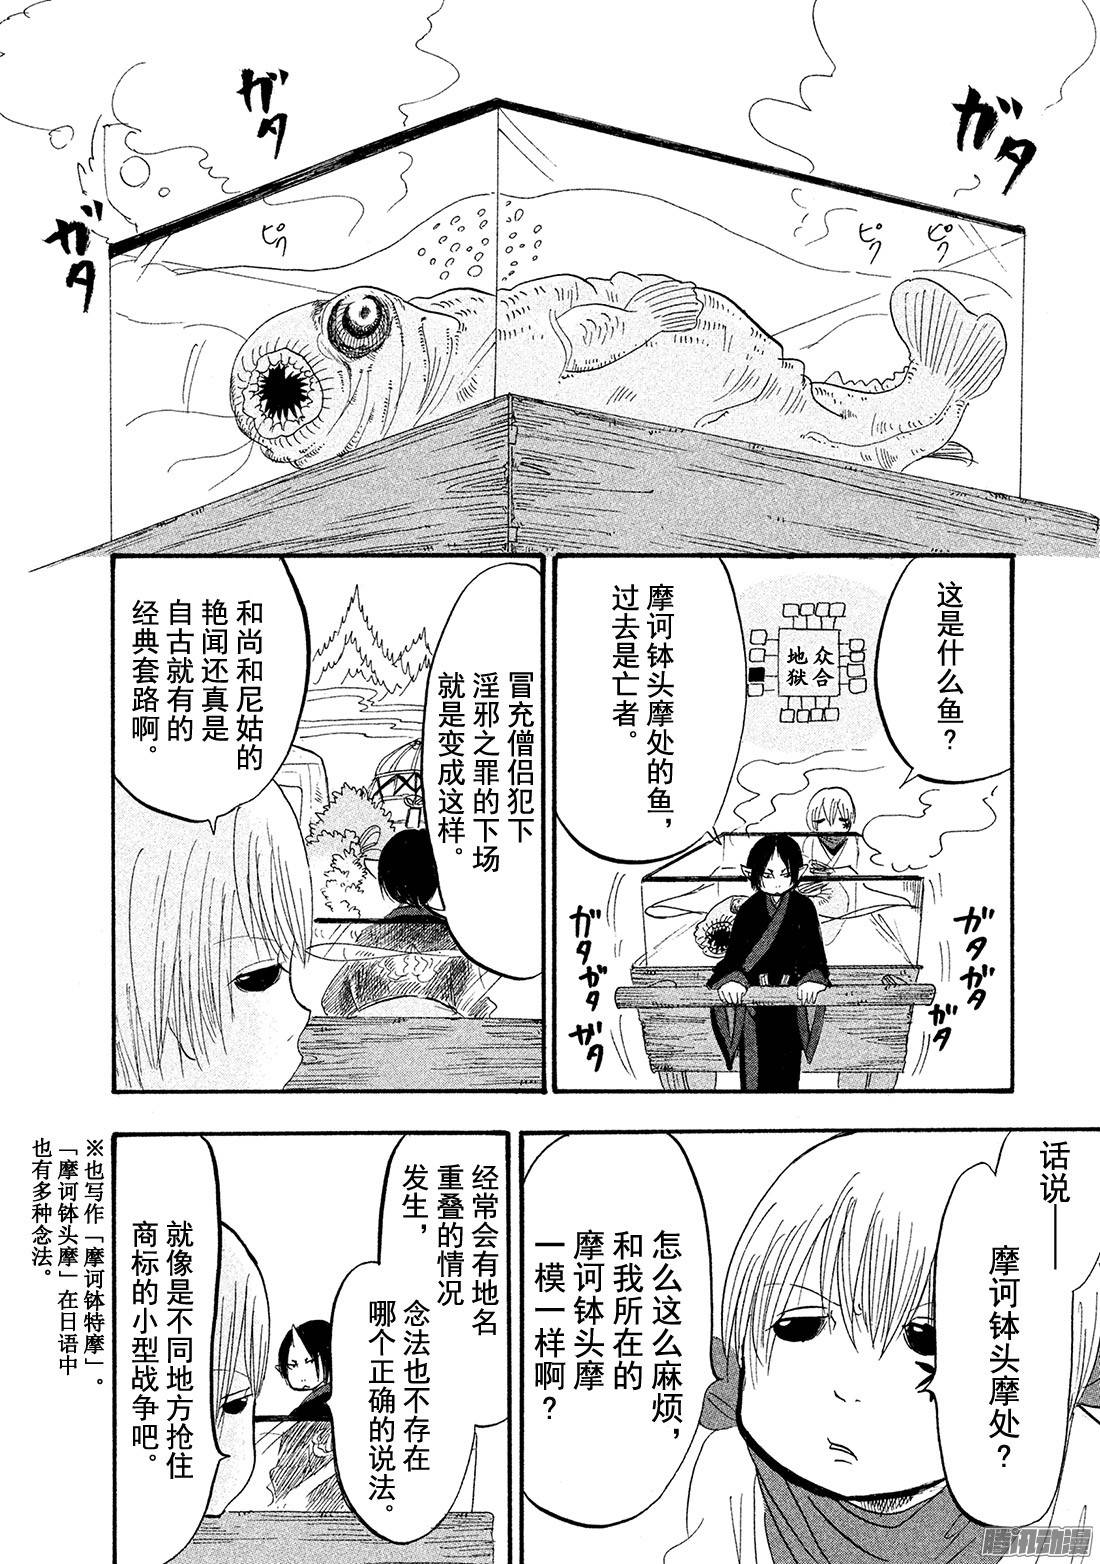 ガタ
ガタ
ガタ
ピク
ピク
ピク
这是什么鱼？
众合
地狱
摩诃钵头摩处的鱼，
过去是亡者。
ガタ
ガタ
ガタ
ガタ
ガタ
ガタ
冒充僧侣犯下
淫邪之罪的下场
就是变成这样。
和尚和尼姑的
艳闻还真是
自古就有的
经典套路啊。
话说——
摩诃钵头摩处？
怎么这么麻烦，
和我所在的
摩诃钵头摩
一模一样啊？
经常会有地名
重叠的情况
发生，
念法也不存在
哪个正确的说法。
就像是不同地方抢住
商标的小型战争吧。
※也写作「摩诃钵特摩」。
「摩诃钵头摩」在日语中
也有多种念法。
腾讯动漫